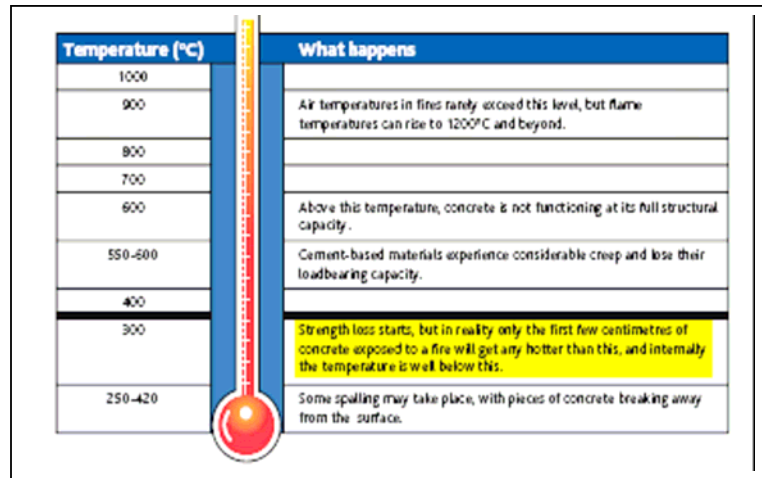 Temperature (ºC) What happens
1000
900 Air temperatures in fires rarely exceed this level, but flame
temperatures can rise to 1200ºC and beyond.
800
700
600 Above this temperature, concrete is not functioning at its full structural
capacity.
550-600 Cement-based materials experience considerable creep and lose their
loadbearing capacity.
400
300 Strength loss starts, but in reality only the first few centimetres of
concrete exposed to a fire will get any hotter than this, and internally
the temperature is well below this.
250-420 Some spalling may take place, with pieces of concrete breaking away
from the surface.